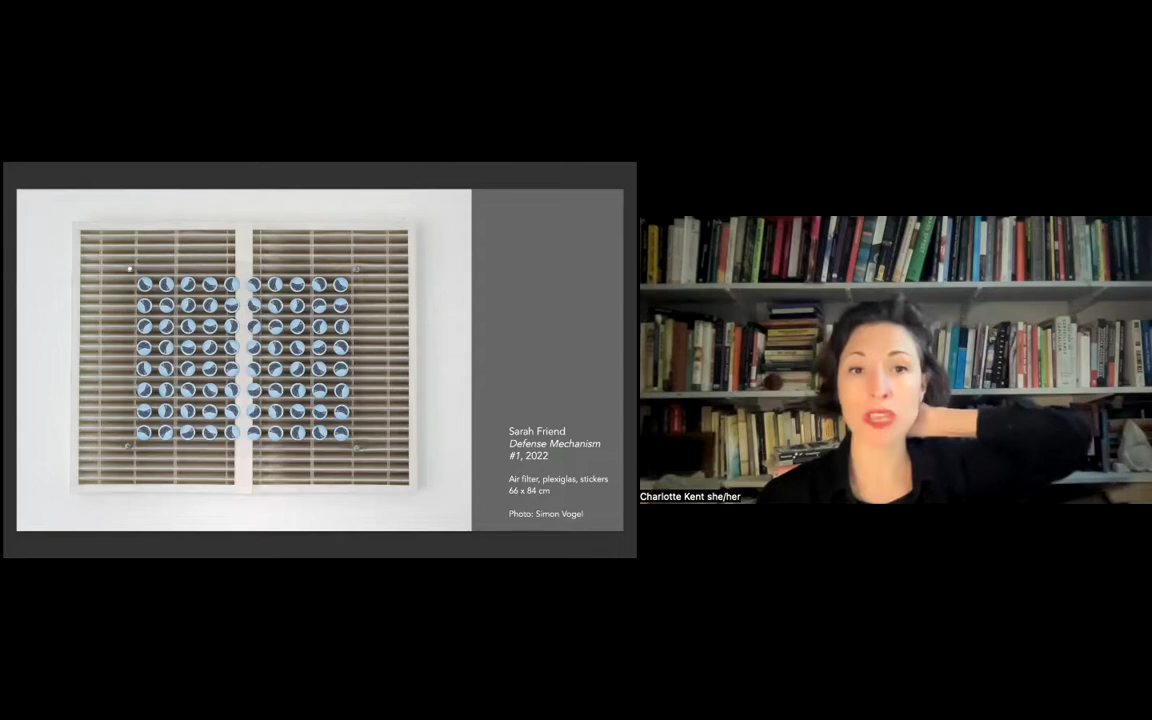 Sarah Friend
Defense Mechanism
#1, 2022
Air filter, plexiglas, stickers
66 x 84 cm
Photo: Simon Vogel
Charlotte Kent she/her